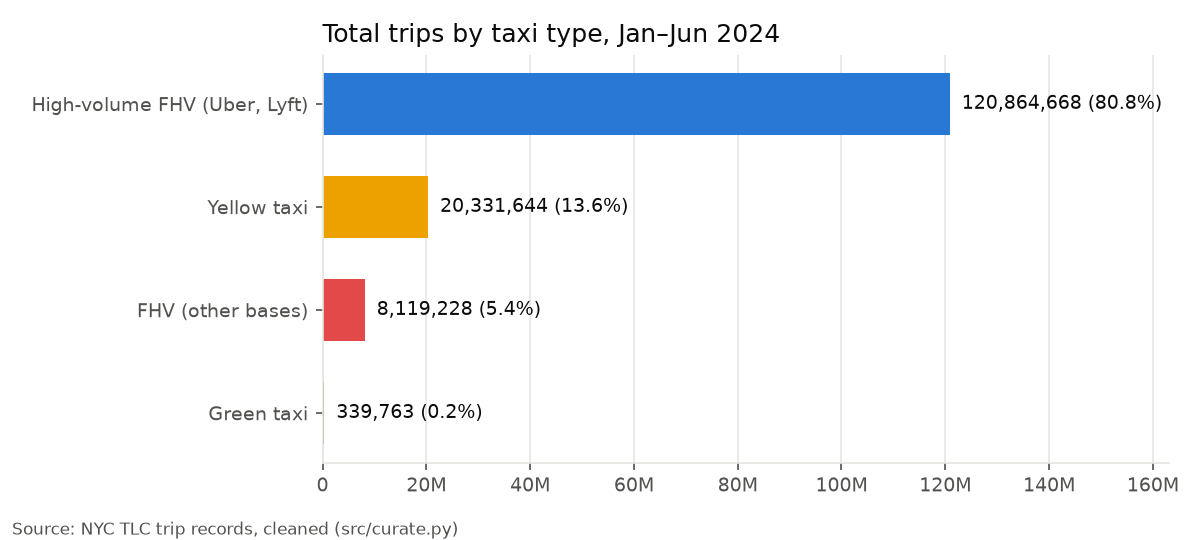 Total trips by taxi type, Jan–Jun 2024
High-volume FHV (Uber, Lyft)
120,864,668 (80.8%)
Yellow taxi
20,331,644 (13.6%)
FHV (other bases)
8,119,228 (5.4%)
Green taxi
339,763 (0.2%)
0 20M 40M 60M 80M 100M 120M 140M 160M
Source: NYC TLC trip records, cleaned (src/curate.py)